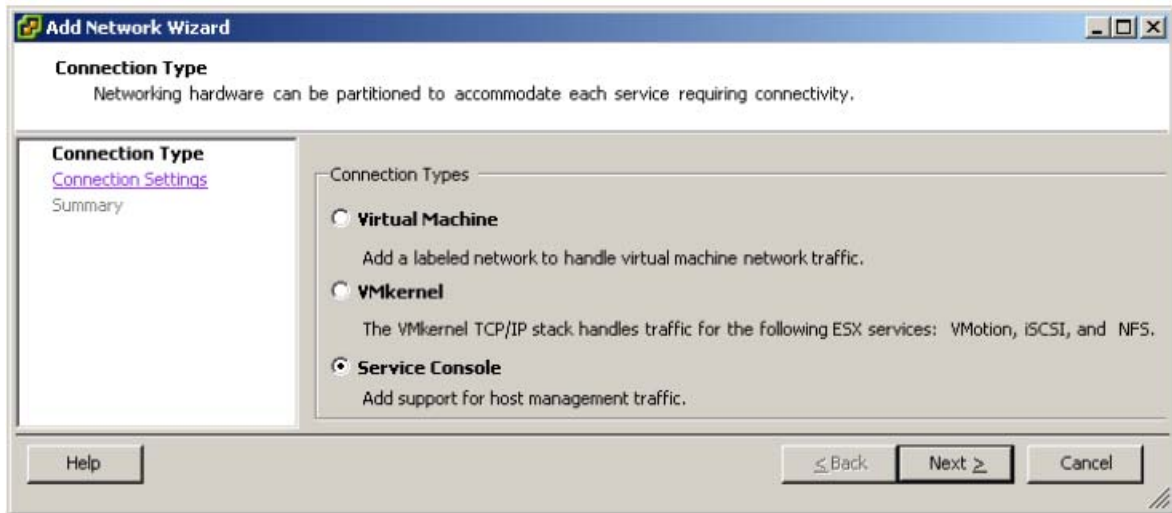 Add Network Wizard
Connection Type
Networking hardware can be partitioned to accommodate each service requiring connectivity.
Connection Type
Connection Settings
Summary
Connection Types
Virtual Machine
Add a labeled network to handle virtual machine network traffic.
VMkernel
The VMkernel TCP/IP stack handles traffic for the following ESX services: VMotion, iSCSI, and NFS.
Service Console
Add support for host management traffic.
Help
< Back
Next >
Cancel